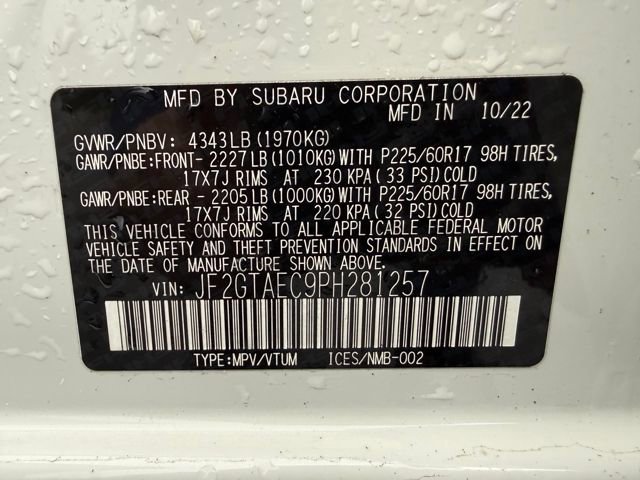 MFD BY SUBARU CORPORATION
MFD IN 10/22
GVWR/PNBV: 4343LB(1970KG)
GAWR/PNBE:FRONT- 2227LB(1010KG)WITH P225/60R17 98H TIRES,
17X7J RIMS AT 230 KPA(33 PSI)COLD
GAWR/PNBE:REAR - 2205LB(1000KG)WITH P225/60R17 98H TIRES,
17X7J RIMS AT 220 KPA(32 PSI)COLD
THIS VEHICLE CONFORMS TO ALL APPLICABLE FEDERAL MOTOR
VEHICLE SAFETY AND THEFT PREVENTION STANDARDS IN EFFECT ON
THE DATE OF MANUFACTURE SHOWN ABOVE.
VIN: JF2GTAEC9PH281257
TYPE:MPV/VTUM ICES/NMB-002